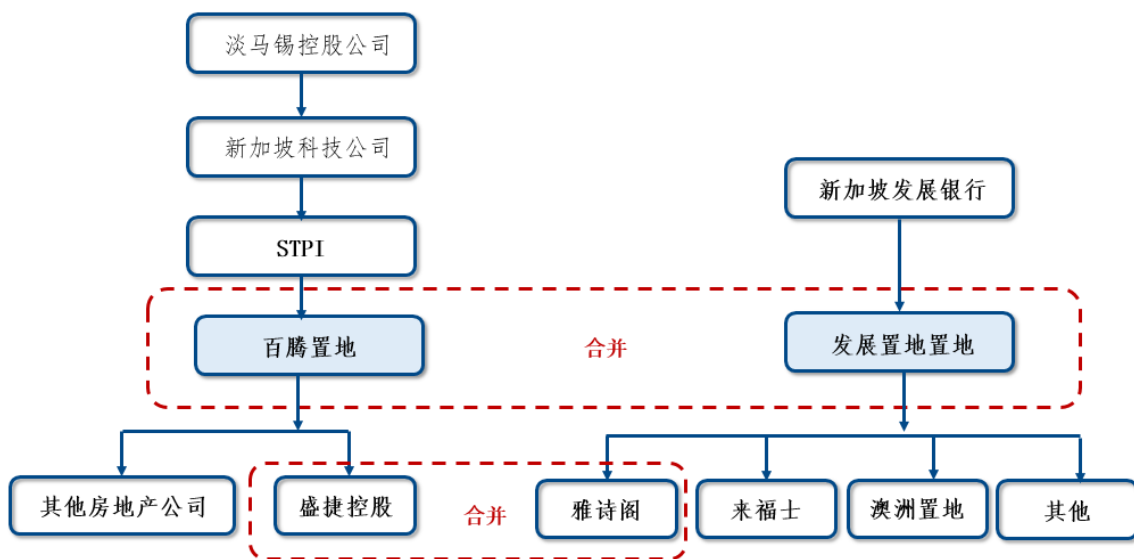 淡马锡控股公司
新加坡科技公司
新加坡发展银行
STPI
百腾置地
合并
发展置地置地
其他房地产公司
盛捷控股
合并
雅诗阁
来福士
澳洲置地
其他